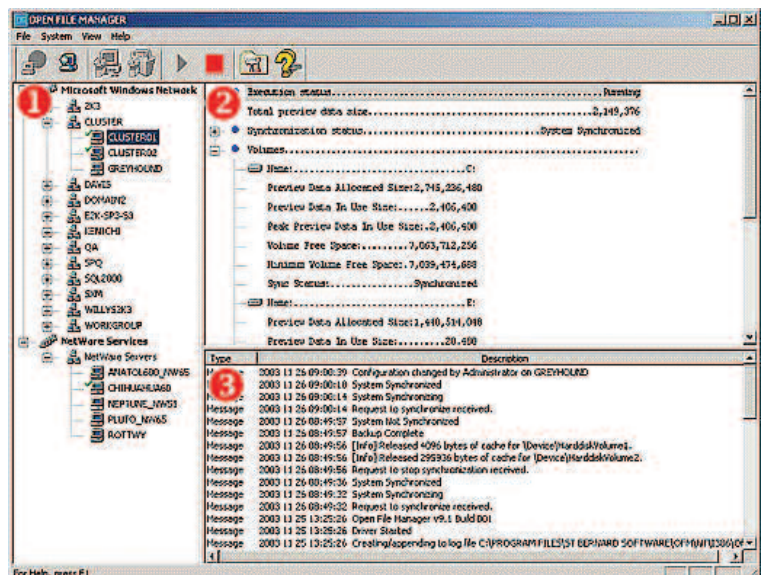 OPEN FILE MANAGER
File System View Help
1
Microsoft Windows Network
2K3
CLUSTER
CLUSTER01
CLUSTER02
GREYHOUND
DAVIS
DOMAIN2
E2K-SP3-S3
KENICHI
QA
SPQ
SQL2000
SXM
WILLYS2K3
WORKGROUP
NetWare Services
NetWare Servers
ANATOL600_NW65
CHIHUAHUA60
NEPTUNE_NW51
PLUTO_NW65
ROTTWY
2
Execution status..........Running
Total preview data size..........2,149,376
Synchronization status..........System Synchronized
Volumes..........
Name:..........C:
Preview Data Allocated Size:2,745,236,480
Preview Data In Use Size:......2,406,400
Peak Preview Data In Use Size:.2,406,400
Volume Free Space:..........7,063,712,256
Minimum Volume Free Space:.7,039,474,688
Sync Status:..........Synchronized
Name:..........E:
Preview Data Allocated Size:1,440,514,048
Preview Data In Use Size:........20,480
Type Description
3
Message 2003 11 26 09:00:39 Configuration changed by Administrator on GREYHOUND
Message 2003 11 26 09:00:18 System Synchronized
Message 2003 11 26 09:00:14 System Synchronizing
Message 2003 11 26 09:00:14 Request to synchronize received.
Message 2003 11 26 08:49:57 System Not Synchronized
Message 2003 11 26 08:49:57 Backup Complete
Message 2003 11 26 08:49:56 [Info] Released 4096 bytes of cache for \Device\HarddiskVolume1.
Message 2003 11 26 08:49:56 [Info] Released 295936 bytes of cache for \Device\HarddiskVolume2.
Message 2003 11 26 08:49:56 Request to stop synchronization received.
Message 2003 11 26 08:49:36 System Synchronized
Message 2003 11 26 08:49:32 System Synchronizing
Message 2003 11 26 08:49:32 Request to synchronize received.
Message 2003 11 25 13:25:26 Open File Manager v9.1 Build 001
Message 2003 11 25 13:25:26 Driver Started
Message 2003 11 25 13:25:26 Creating/appending to log file C:\PROGRAM FILES\ST BERNARD SOFTWARE\OFM\NT\I386\OF
For Help, press F1